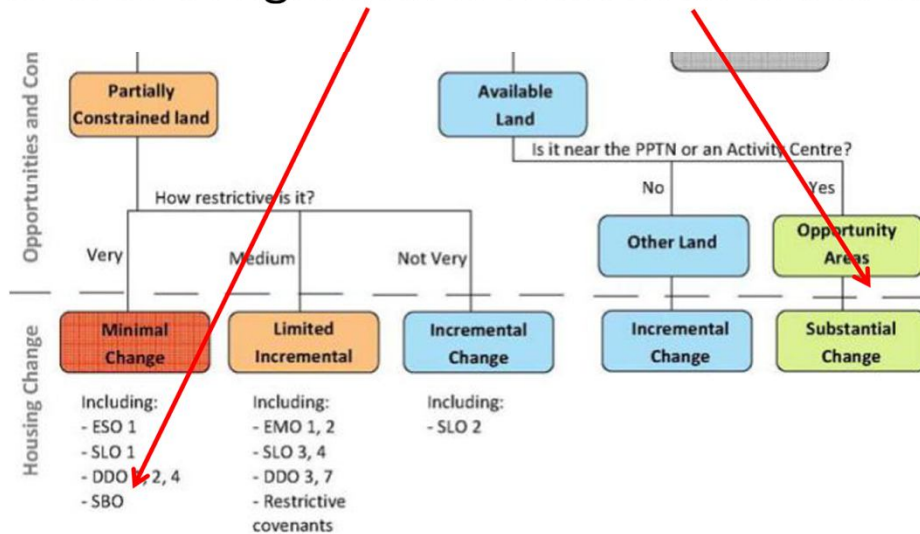 Opportunities and Con
Partially
Constrained land
Available
Land
Is it near the PPTN or an Activity Centre?
No
Yes
How restrictive is it?
Very
Medium
Not Very
Other Land
Opportunity
Areas
Housing Change
Minimal
Change
Limited
Incremental
Incremental
Change
Incremental
Change
Substantial
Change
Including:
- ESO 1
- SLO 1
- DDO , 2, 4
- SBO
Including:
- EMO 1, 2
- SLO 3, 4
- DDO 3, 7
- Restrictive
covenants
Including:
- SLO 2